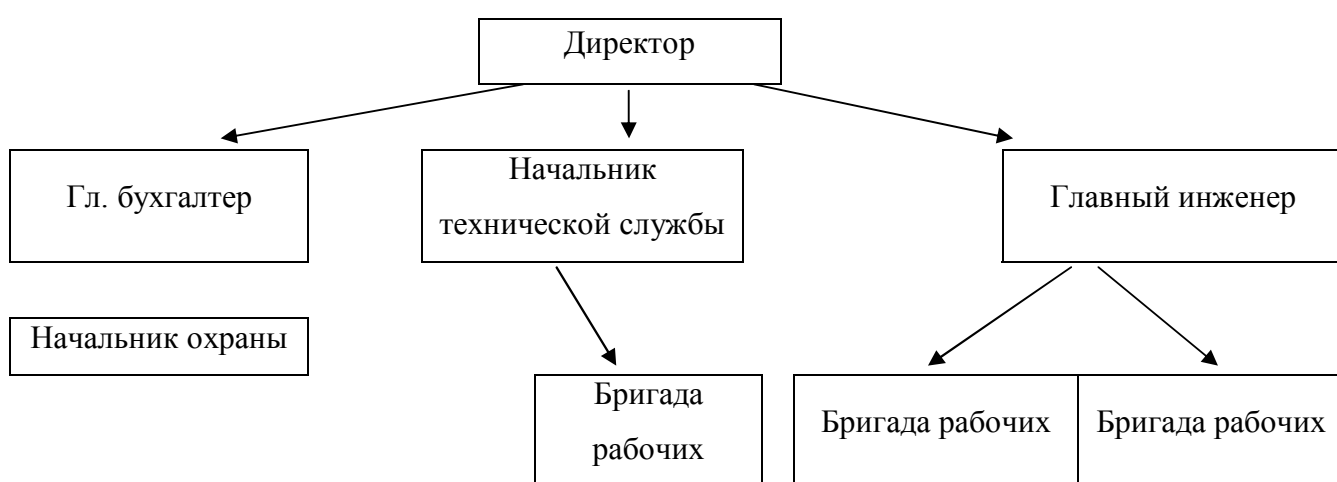 Директор
Гл. бухгалтер
Начальник
технической службы
Главный инженер
Начальник охраны
Бригада
рабочих
Бригада рабочих
Бригада рабочих